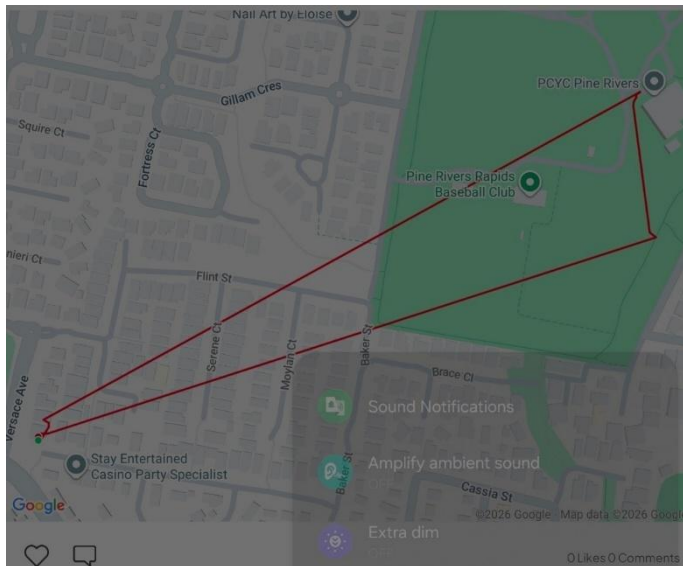 Nail Art by Eloise
PCYC Pine Rivers
Gillam Cres
Squire Ct
Fortress Ct
Pine Rivers Rapids
Baseball Club
nieri Ct
Flint St
Serene Ct
Moylan Ct
Baker St
Brace Cl
Versace Ave
Sound Notifications
Stay Entertained
Casino Party Specialist
Amplify ambient sound
Baker St
Cassia St
Google
©2026 Google
Map data ©2026 Google
Extra dim
0 Likes 0 Comments